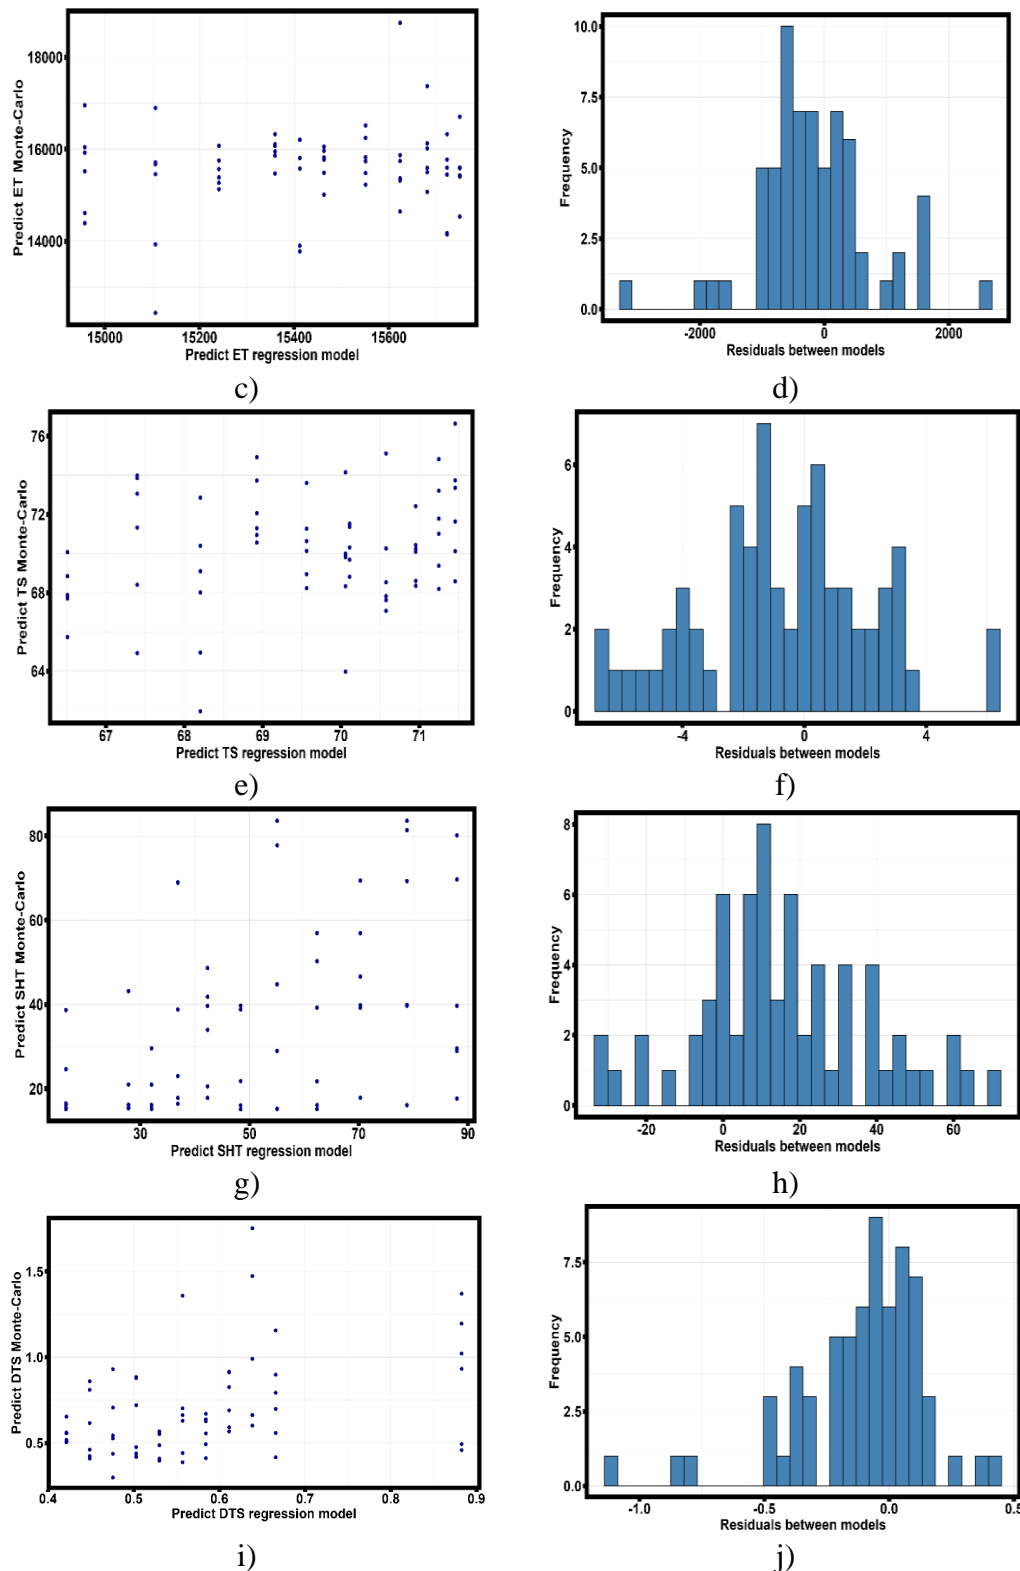 Predict ET Monte-Carlo
18000
16000
14000
15000
15200
15400
15600
Predict ET regression model
c)
Frequency
10.0
7.5
5.0
2.5
0.0
-2000
0
2000
Residuals between models
d)
Predict TS Monte-Carlo
76
72
68
64
67
68
69
70
71
Predict TS regression model
e)
Frequency
6
4
2
0
-4
0
4
Residuals between models
f)
Predict SHT Monte-Carlo
80
60
40
20
30
50
70
90
Predict SHT regression model
g)
Frequency
8
6
4
2
0
-20
0
20
40
60
Residuals between models
h)
Predict DTS Monte-Carlo
1.5
1.0
0.5
0.4
0.5
0.6
0.7
0.8
0.9
Predict DTS regression model
i)
Frequency
7.5
5.0
2.5
0.0
-1.0
-0.5
0.0
0.5
Residuals between models
j)